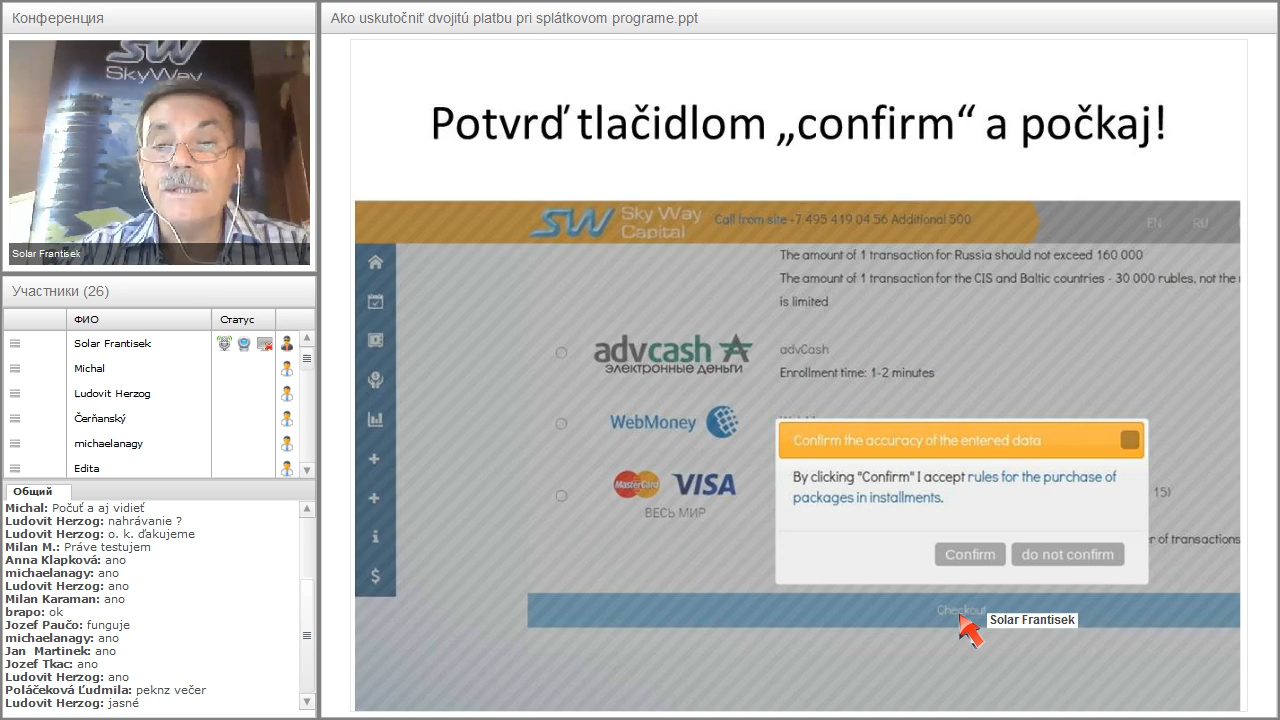 Конференция
SW
SkyWay
Solar Frantisek
Участники (26)
ФИО
Статус
Solar Frantisek
Michal
Ludovit Herzog
Čerňanský
michaelanagy
Edita
Общий
Michal: Počuť a aj vidieť
Ludovit Herzog: nahrávanie ?
Ludovit Herzog: o. k. ďakujeme
Milan M.: Práve testujem
Anna Klapková: ano
michaelanagy: ano
Ludovit Herzog: ano
Milan Karaman: ano
brapo: ok
Jozef Paučo: funguje
michaelanagy: ano
Jan Martinek: ano
Jozef Tkac: ano
Ludovit Herzog: ano
Poláčeková Ľudmila: peknz večer
Ludovit Herzog: jasné
Ako uskutočniť dvojitú platbu pri splátkovom programe.ppt
Potvrď tlačidlom „confirm“ a počkaj!
SW Sky Way
Capital
Call from site +7 495 419 04 56 Additional 500
EN RU
The amount of 1 transaction for Russia should not exceed 160 000
The amount of 1 transaction for the CIS and Baltic countries - 30 000 rubles, not the
is limited
advcash
электронные деньги
advCash
Enrollment time: 1-2 minutes
WebMoney
MasterCard VISA
ВЕСЬ МИР
Confirm the accuracy of the entered data
By clicking "Confirm" I accept rules for the purchase of
packages in installments.
15)
er of transactions
Confirm
do not confirm
Checkout
Solar Frantisek